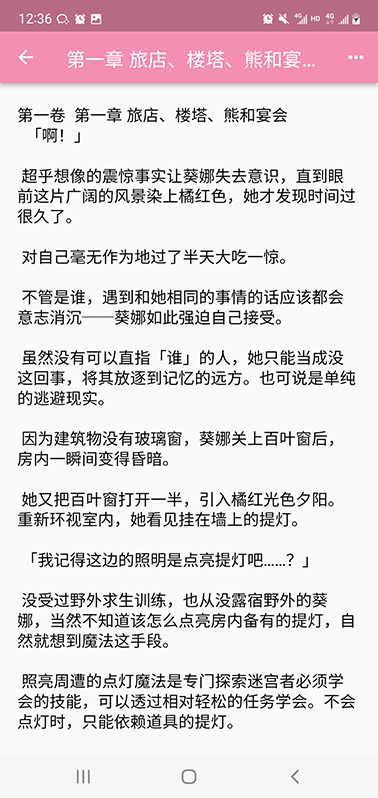 12:36
4G HD 4G
第一章 旅店、楼塔、熊和宴...
第一卷 第一章 旅店、楼塔、熊和宴会
「啊！」
超乎想像的震惊事实让葵娜失去意识，直到眼
前这片广阔的风景染上橘红色，她才发现时间过
很久了。
对自己毫无作为地过了半天大吃一惊。
不管是谁，遇到和她相同的事情的话应该都会
意志消沉──葵娜如此强迫自己接受。
虽然没有可以直指「谁」的人，她只能当成没
这回事，将其放逐到记忆的远方。也可说是单纯
的逃避现实。
因为建筑物没有玻璃窗，葵娜关上百叶窗后，
房内一瞬间变得昏暗。
她又把百叶窗打开一半，引入橘红光色夕阳。
重新环视室内，她看见挂在墙上的提灯。
「我记得这边的照明是点亮提灯吧……？」
没受过野外求生训练，也从没露宿野外的葵
娜，当然不知道该怎么点亮房内备有的提灯，自
然就想到魔法这手段。
照亮周遭的点灯魔法是专门探索迷宫者必须学
会的技能，可以透过相对轻松的任务学会。不会
点灯时，只能依赖道具的提灯。